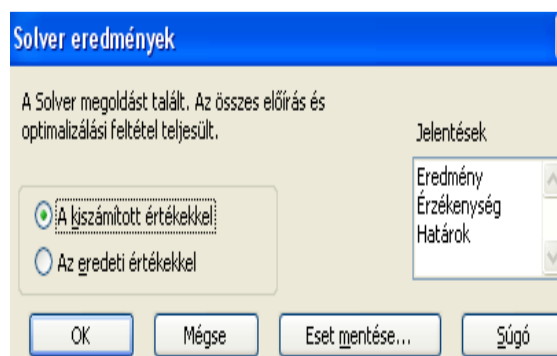 Solver eredmények
A Solver megoldást talált. Az összes előírás és
optimalizálási feltétel teljesült.
Jelentések
Eredmény
Érzékenység
Határok
A kiszámított értékekkel
Az eredeti értékekkel
OK
Mégse
Eset mentése...
Súgó